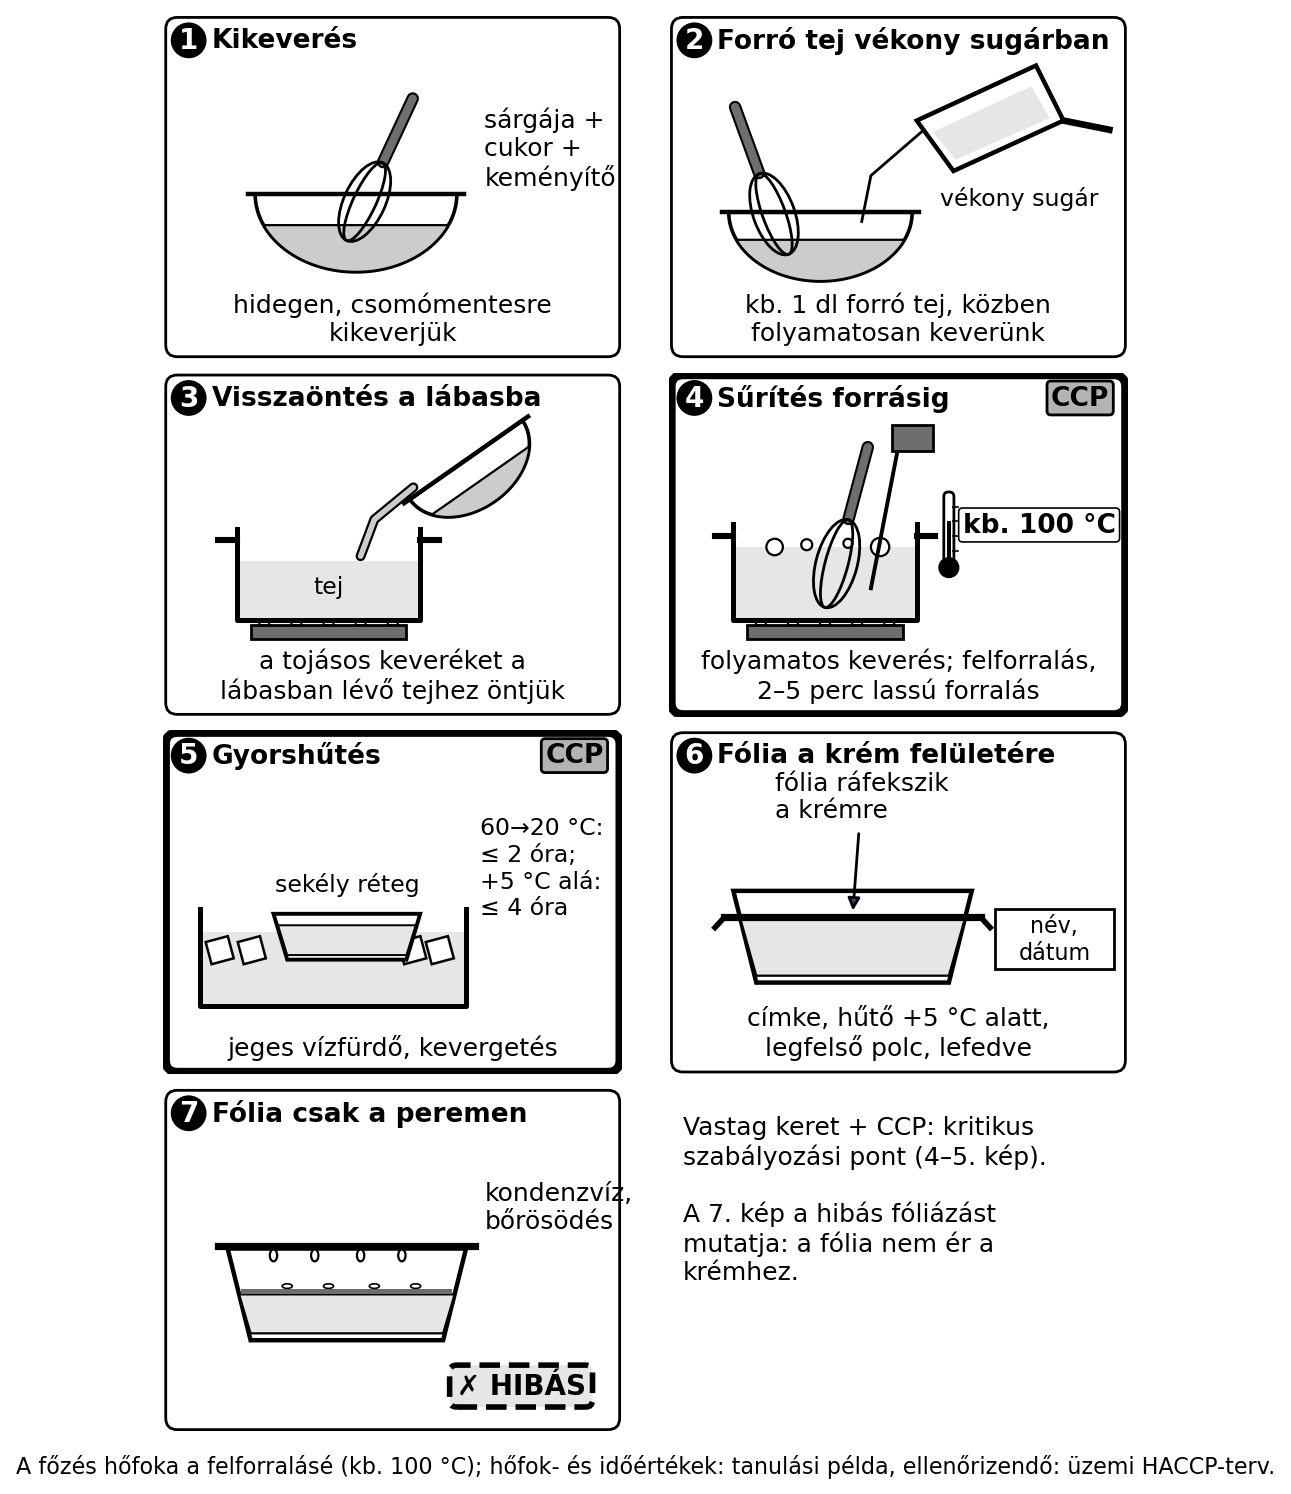 1 Kikeverés
sárgája +
cukor +
keményítő
hidegen, csomómentesre
kikeverjük
2 Forró tej vékony sugárban
vékony sugár
kb. 1 dl forró tej, közben
folyamatosan keverünk
3 Visszaöntés a lábasba
tej
a tojásos keveréket a
lábasban lévő tejhez öntjük
4 Sűrítés forrásig
CCP
kb. 100 °C
folyamatos keverés; felforralás,
2–5 perc lassú forralás
5 Gyorshűtés
CCP
60→20 °C:
≤ 2 óra;
+5 °C alá:
≤ 4 óra
sekély réteg
jeges vízfürdő, kevergetés
6 Fólia a krém felületére
fólia ráfekszik
a krémre
név,
dátum
címke, hűtő +5 °C alatt,
legfelső polc, lefedve
7 Fólia csak a peremen
kondenzvíz,
bőrösödés
✗ HIBÁS
Vastag keret + CCP: kritikus
szabályozási pont (4–5. kép).
A 7. kép a hibás fóliázást
mutatja: a fólia nem ér a
krémhez.
A főzés hőfoka a felforralásé (kb. 100 °C); hőfok- és időértékek: tanulási példa, ellenőrizendő: üzemi HACCP-terv.